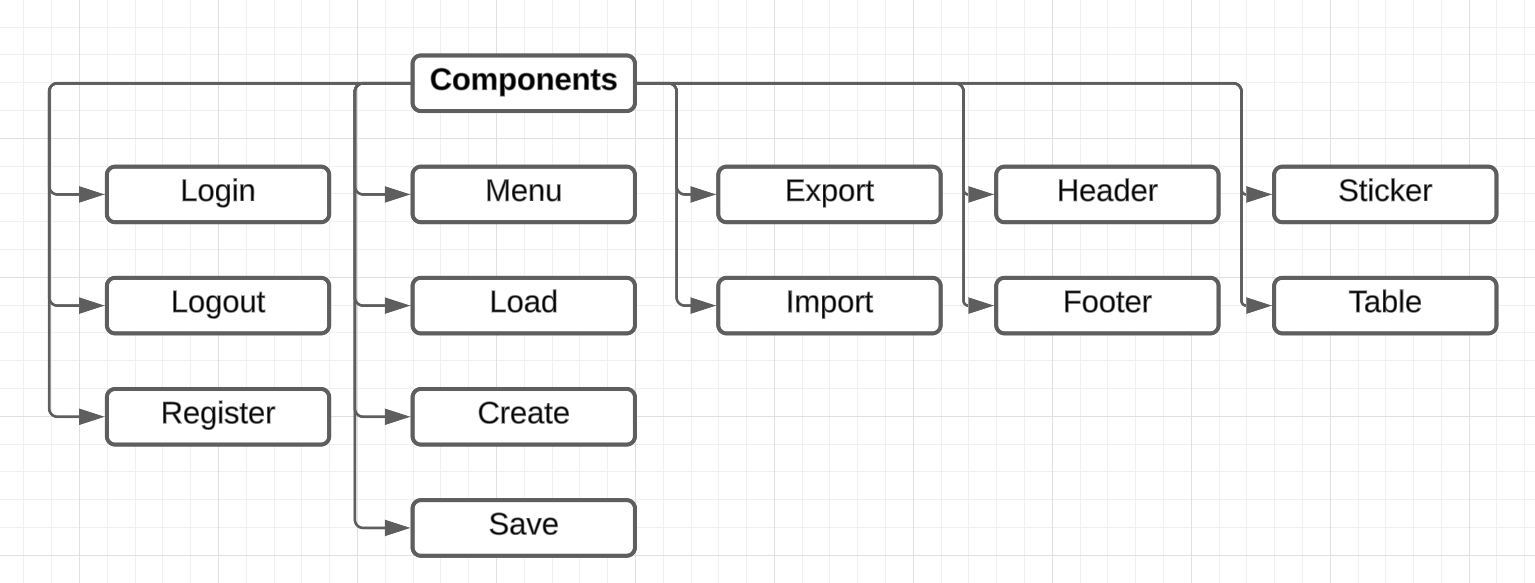 Components
Login
Menu
Export
Header
Sticker
Logout
Load
Import
Footer
Table
Register
Create
Save